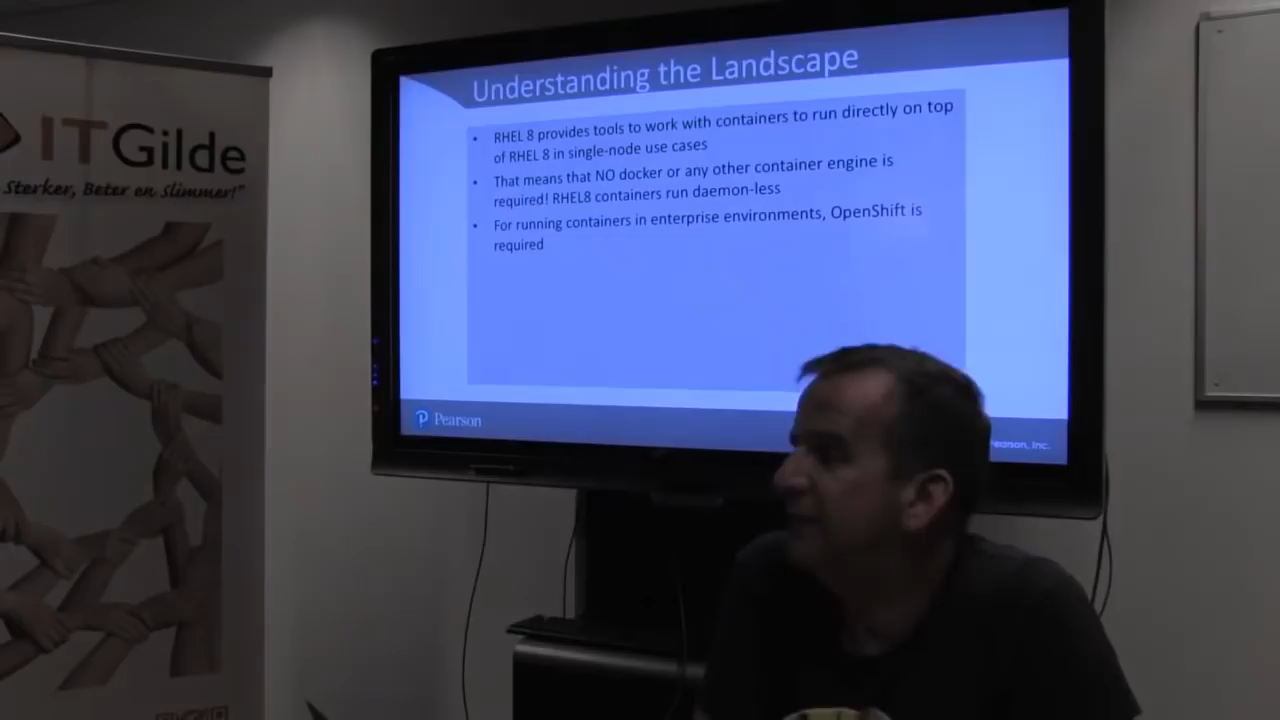 ITGilde
Sterker, Beter en Slimmer!"
Understanding the Landscape
• RHEL 8 provides tools to work with containers to run directly on top
of RHEL 8 in single-node use cases
• That means that NO docker or any other container engine is
required! RHEL8 containers run daemon-less
• For running containers in enterprise environments, OpenShift is
required
Pearson
Pearson, Inc.